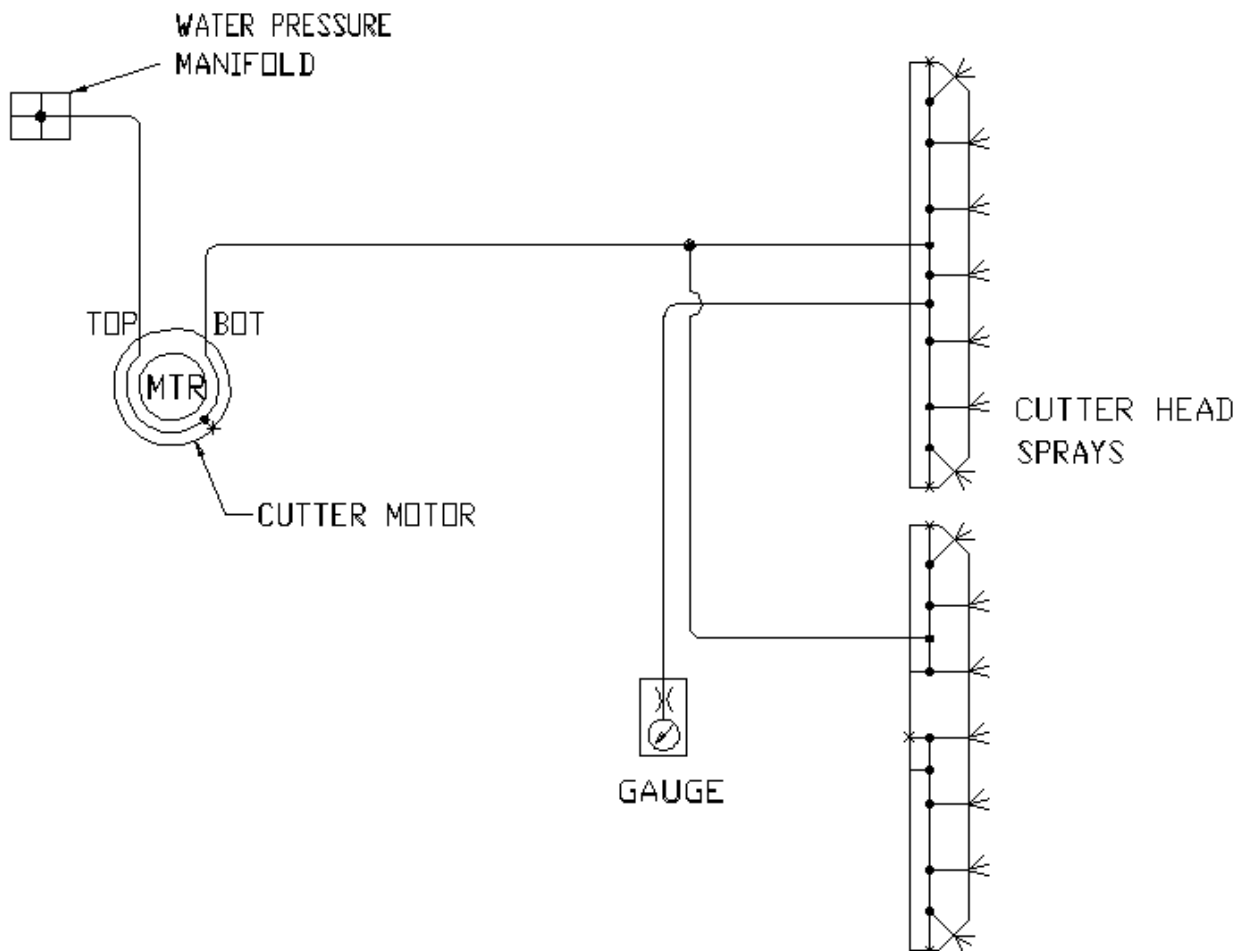 WATER PRESSURE
MANIFOLD
TOP
BOT
MTR
CUTTER MOTOR
CUTTER HEAD
SPRAYS
GAUGE